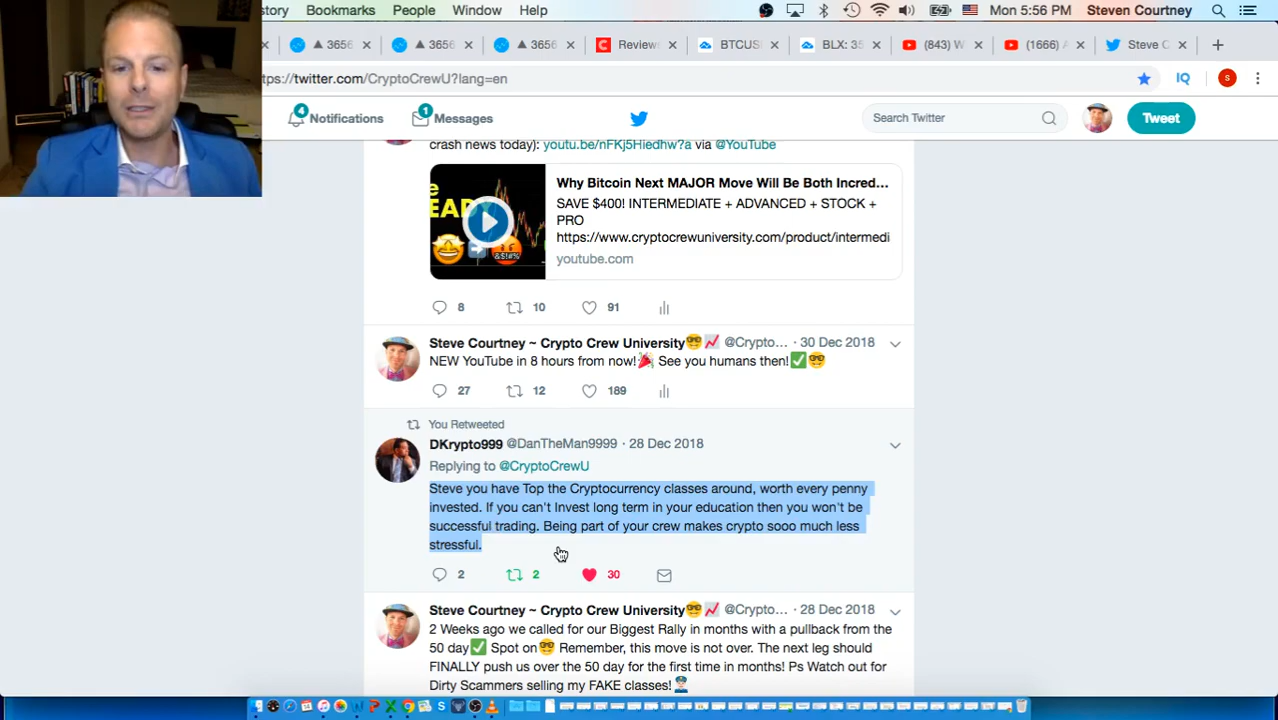 story Bookmarks People Window Help Mon 5:56 PM Steven Courtney
3656 3656 3656 Review BTCUS BLX: 35 (843) W (1666) A Steve C
tps://twitter.com/CryptoCrewU?lang=en
4 Notifications 1 Messages Search Twitter Tweet
crash news today): youtu.be/nFKj5Hiedhw?a via @YouTube
Why Bitcoin Next MAJOR Move Will Be Both Incred...
SAVE $400! INTERMEDIATE + ADVANCED + STOCK +
PRO
https://www.cryptocrewuniversity.com/product/intermedi
youtube.com
EADY
&$!#%
8 10 91
Steve Courtney ~ Crypto Crew University🤓📈 @Crypto... · 30 Dec 2018
NEW YouTube in 8 hours from now!🎉 See you humans then!✅🤓
27 12 189
You Retweeted
DKrypto999 @DanTheMan9999 · 28 Dec 2018
Replying to @CryptoCrewU
Steve you have Top the Cryptocurrency classes around, worth every penny
invested. If you can't Invest long term in your education then you won't be
successful trading. Being part of your crew makes crypto sooo much less
stressful.
2 2 30
Steve Courtney ~ Crypto Crew University🤓📈 @Crypto... · 28 Dec 2018
2 Weeks ago we called for our Biggest Rally in months with a pullback from the
50 day✅ Spot on🤓 Remember, this move is not over. The next leg should
FINALLY push us over the 50 day for the first time in months! Ps Watch out for
Dirty Scammers selling my FAKE classes!👮